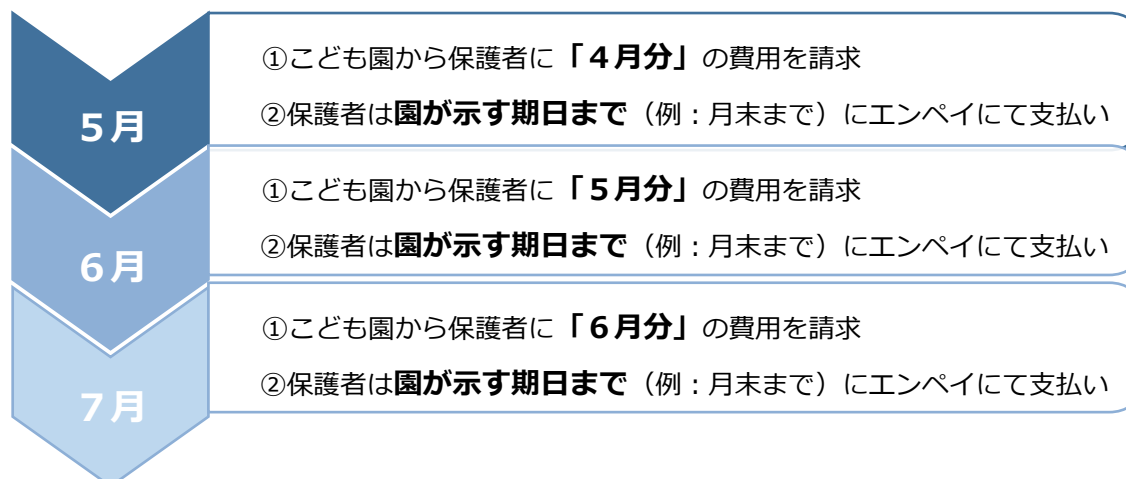 5月
①こども園から保護者に「４月分」の費用を請求
②保護者は園が示す期日まで（例：月末まで）にエンペイにて支払い
6月
①こども園から保護者に「５月分」の費用を請求
②保護者は園が示す期日まで（例：月末まで）にエンペイにて支払い
7月
①こども園から保護者に「６月分」の費用を請求
②保護者は園が示す期日まで（例：月末まで）にエンペイにて支払い